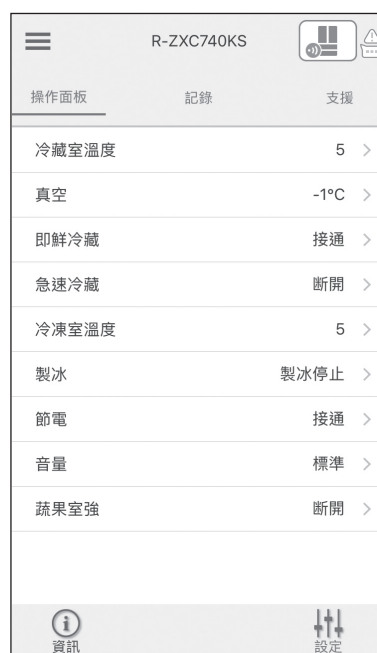 R-ZXC740KS
操作面板 記錄 支援
冷藏室溫度 5 >
真空 -1°C >
即鮮冷藏 接通 >
急速冷藏 断開 >
冷凍室溫度 5 >
製冰 製冰停止 >
節電 接通 >
音量 標準 >
蔬果室強 断開 >
資訊 設定